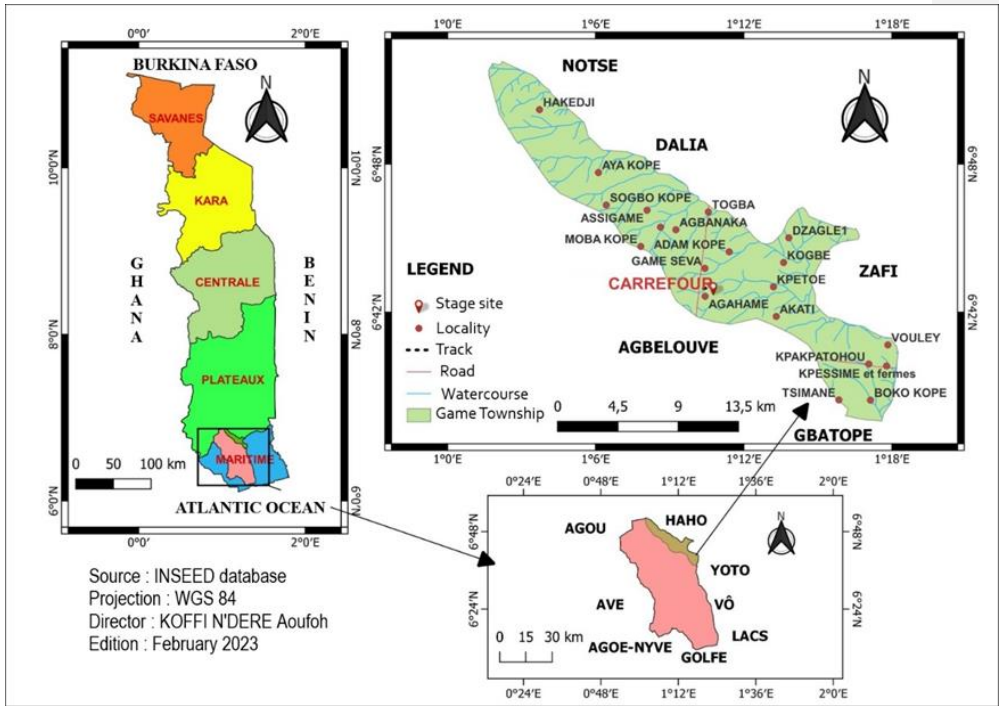 0°0' 2°0'E
BURKINA FASO
N
SAVANES
10°0'N 10°0'N
KARA
GHANA
BENIN
CENTRALE
8°0'N 8°0'N
PLATEAUX
MARITIME
0 50 100 km
6°0'N 6°0'N
ATLANTIC OCEAN
0°0' 2°0'E
Source : INSEED database
Projection : WGS 84
Director : KOFFI N'DERE Aoufoh
Edition : February 2023
1°0'E 1°6'E 1°12'E 1°18'E
NOTSE
N
HAKEDJI
DALIA
6°48'N 6°48'N
AYA KOPE
SOGBO KOPE
TOGBA
ASSIGAME
AGBANAKA
DZAGLE1
MOBA KOPE
ADAM KOPE
KOGBE
GAME SEVA
ZAFI
CARREFOUR
KPETOE
AGAHAME
AKATI
6°42'N 6°42'N
AGBELOUVE
VOULEY
KPAKPATOHOU
KPESSIME et fermes
TSIMANE
BOKO KOPE
GBATOPE
LEGEND
Stage site
Locality
Track
Road
Watercourse
Game Township
0 4,5 9 13,5 km
1°0'E 1°6'E 1°12'E 1°18'E
0°24'E 0°48'E 1°12'E 1°36'E 2°0'E
N
AGOU
HAHO
6°48'N 6°48'N
YOTO
AVE
VÔ
6°24'N 6°24'N
LACS
AGOE-NYVE
GOLFE
0 15 30 km
0°24'E 0°48'E 1°12'E 1°36'E 2°0'E